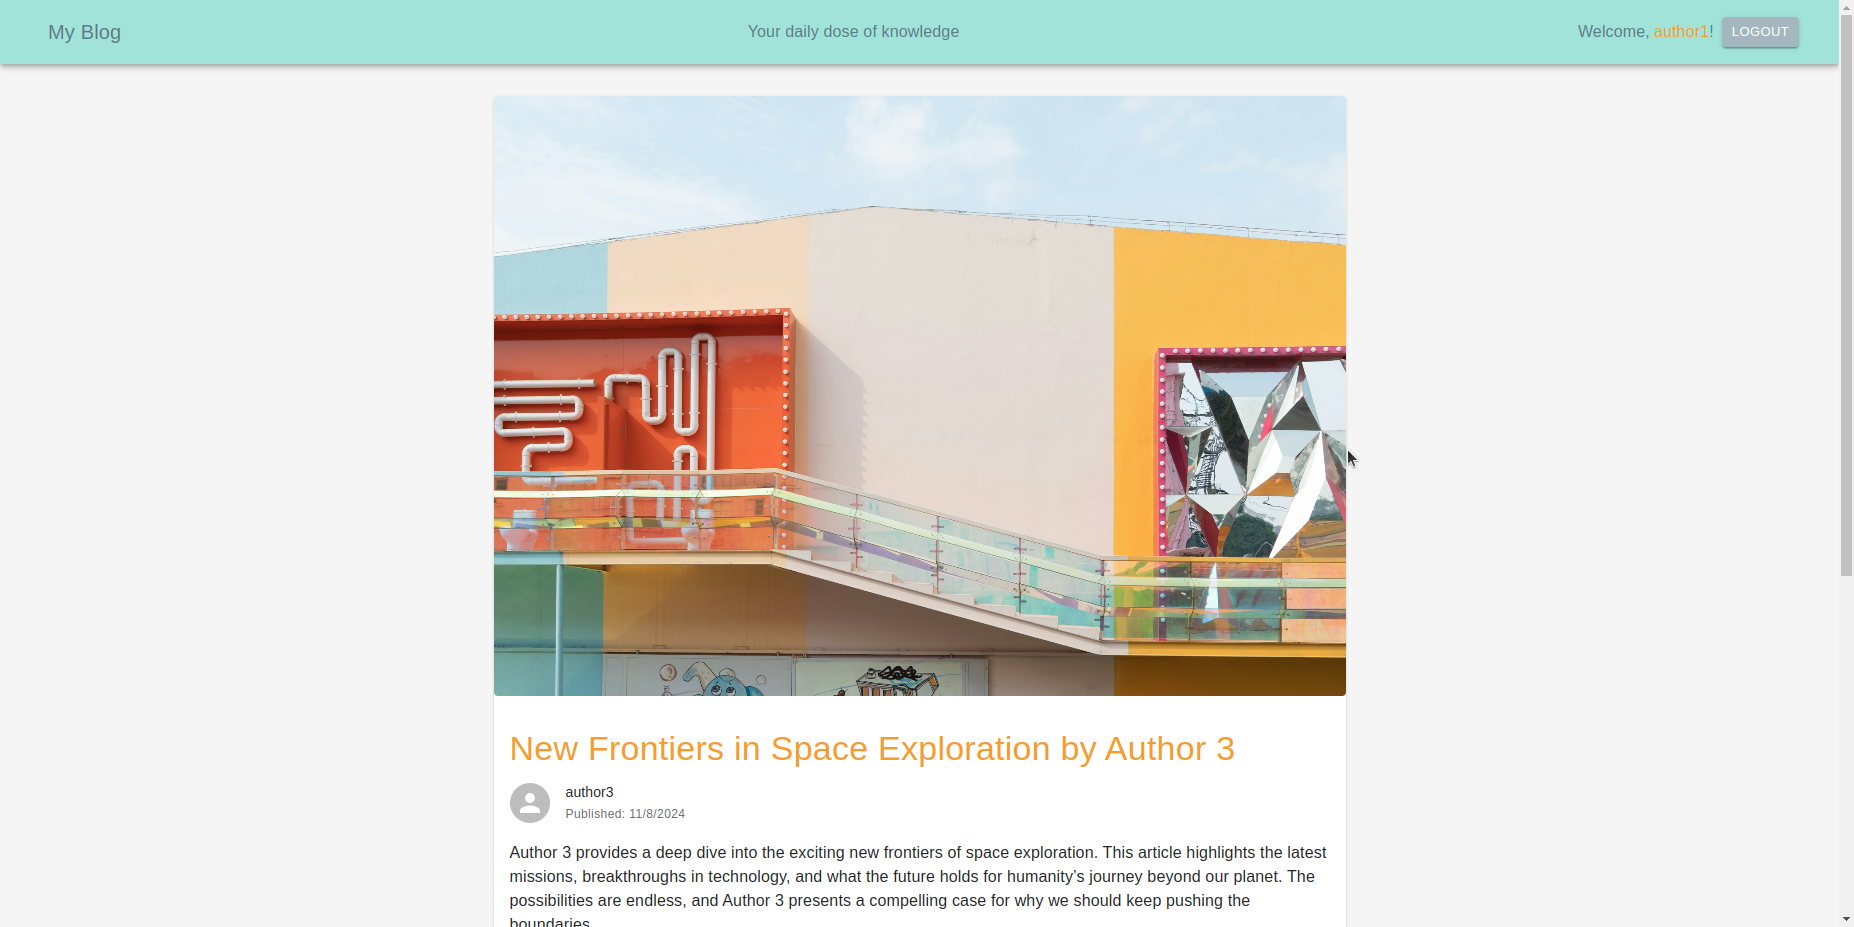 My Blog
Your daily dose of knowledge
Welcome, author1!
LOGOUT
New Frontiers in Space Exploration by Author 3
author3
Published: 11/8/2024
Author 3 provides a deep dive into the exciting new frontiers of space exploration. This article highlights the latest
missions, breakthroughs in technology, and what the future holds for humanity’s journey beyond our planet. The
possibilities are endless, and Author 3 presents a compelling case for why we should keep pushing the
boundaries.